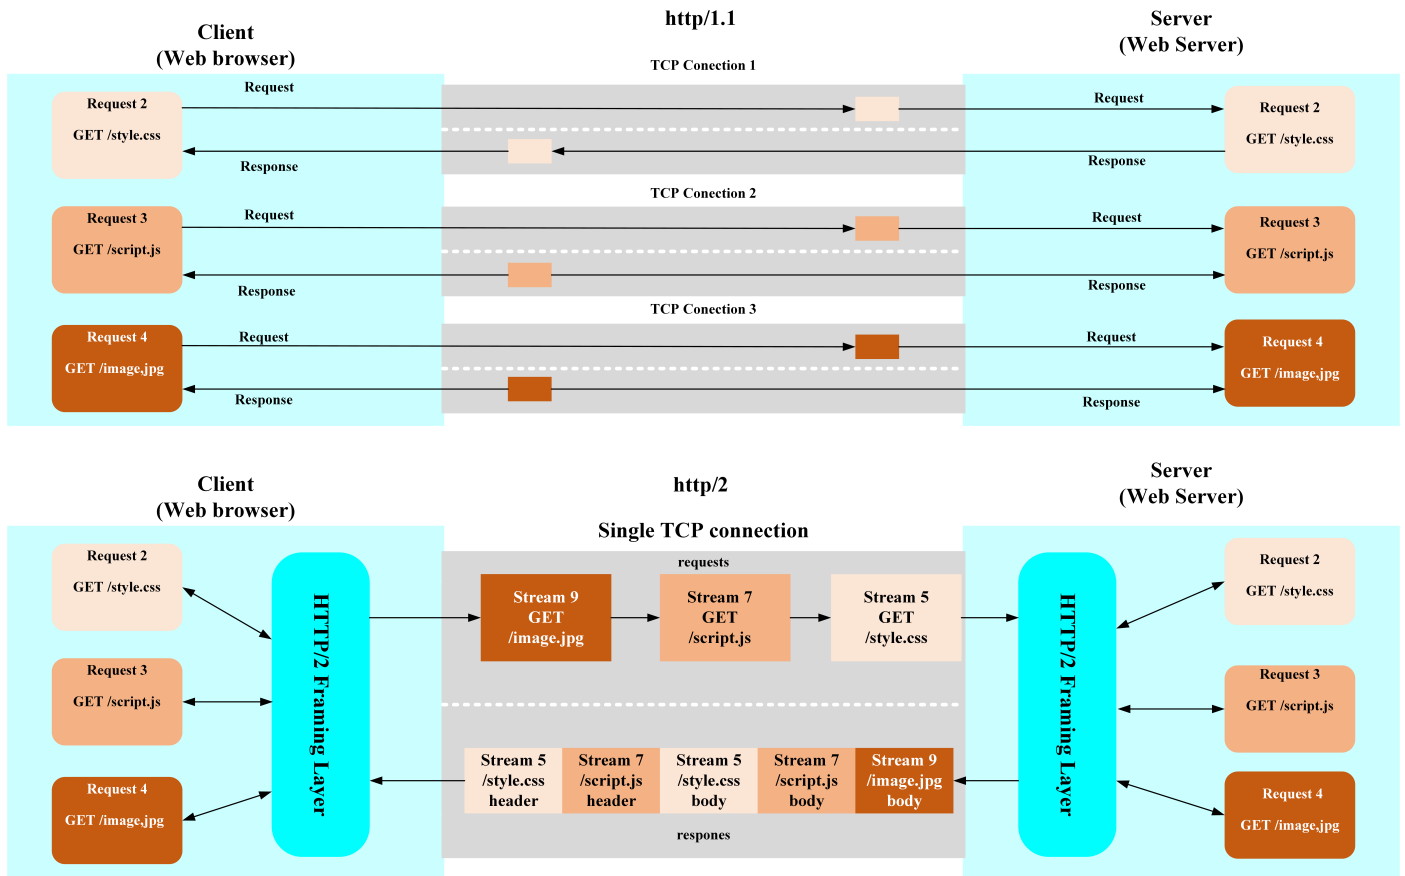 http/1.1
Client
(Web browser)
Server
(Web Server)
TCP Conection 1
Request 2
GET /style.css
Request
Response
Request
Response
Request 2
GET /style.css
TCP Conection 2
Request 3
GET /script.js
Request
Response
Request
Response
Request 3
GET /script.js
TCP Conection 3
Request 4
GET /image,jpg
Request
Response
Request
Response
Request 4
GET /image,jpg
http/2
Client
(Web browser)
Server
(Web Server)
Single TCP connection
Request 2
GET /style.css
Request 3
GET /script.js
Request 4
GET /image,jpg
HTTP/2 Framing Layer
requests
Stream 9
GET
/image.jpg
Stream 7
GET
/script.js
Stream 5
GET
/style.css
Stream 5
/style.css
header
Stream 7
/script.js
header
Stream 5
/style.css
body
Stream 7
/script.js
body
Stream 9
/image.jpg
body
respones
HTTP/2 Framing Layer
Request 2
GET /style.css
Request 3
GET /script.js
Request 4
GET /image,jpg